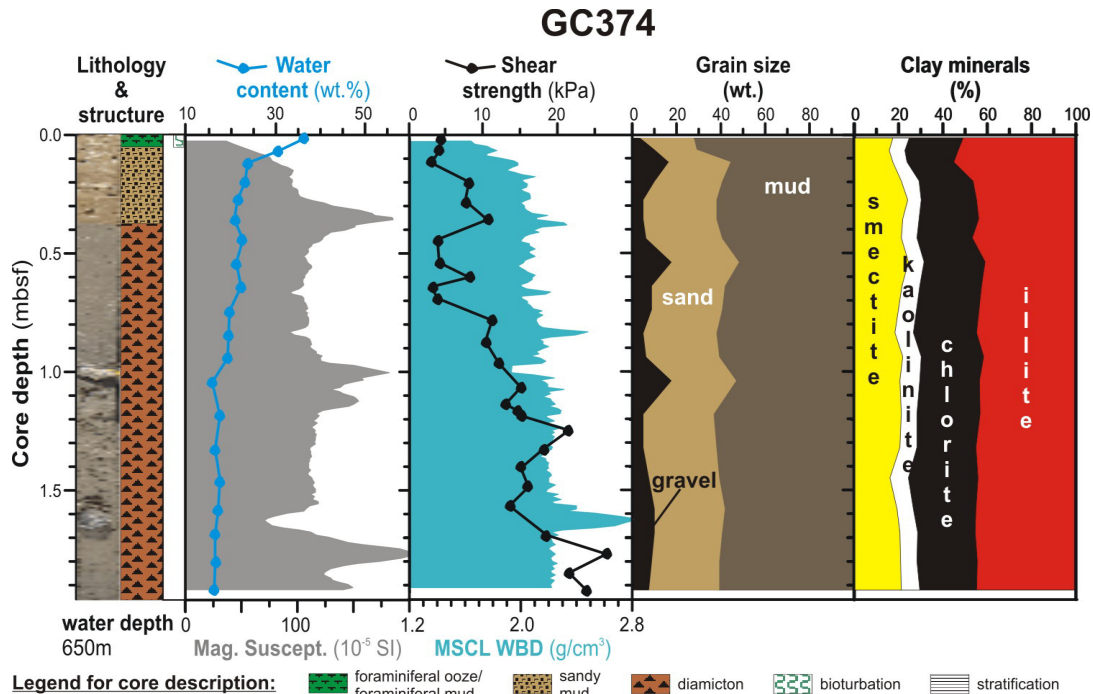 GC374
Lithology
&
structure
Water
content (wt.%)
Shear
strength (kPa)
Grain size
(wt.)
Clay minerals
(%)
10 30 50
0 10 20
0 20 40 60 80
0 20 40 60 80 100
0.0
0.5
1.0
1.5
Core depth (mbsf)
mud
sand
gravel
smectite
kaolinite
chlorite
illite
water depth
650m
0 100
1.2 2.0 2.8
Mag. Suscept. (10⁻⁵ SI)
MSCL WBD (g/cm³)
Legend for core description:
foraminiferal ooze/
foraminiferal mud
sandy
mud
diamicton
bioturbation
stratification